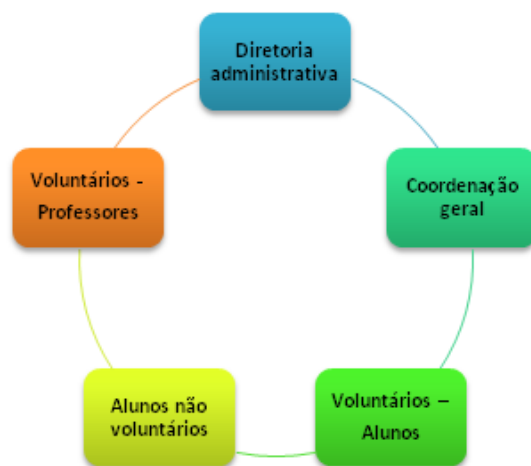 Diretoria
administrativa
Coordenação
geral
Voluntários –
Alunos
Alunos não
voluntários
Voluntários -
Professores